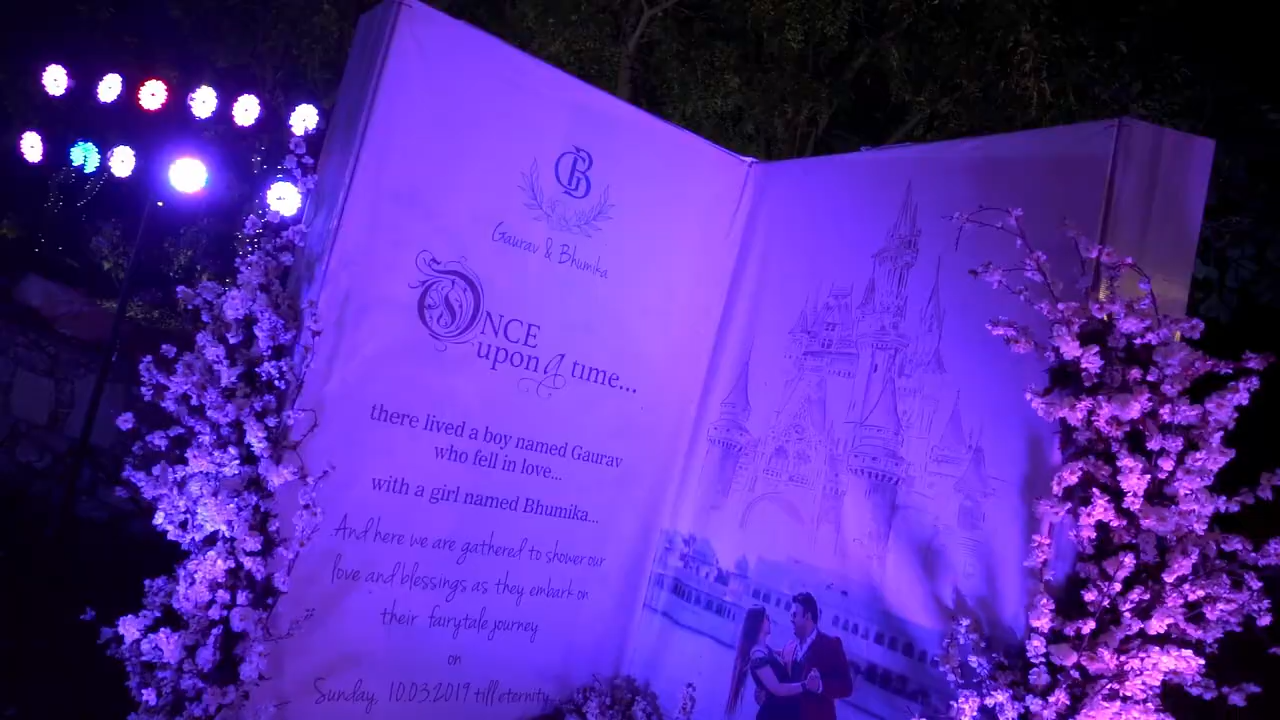 GB
Gaurav & Bhumika
ONCE
upon a time...
there lived a boy named Gaurav
who fell in love...
with a girl named Bhumika...
And here we are gathered to shower our
love and blessings as they embark on
their fairytale journey
on
Sunday, 10.03.2019 till eternity...